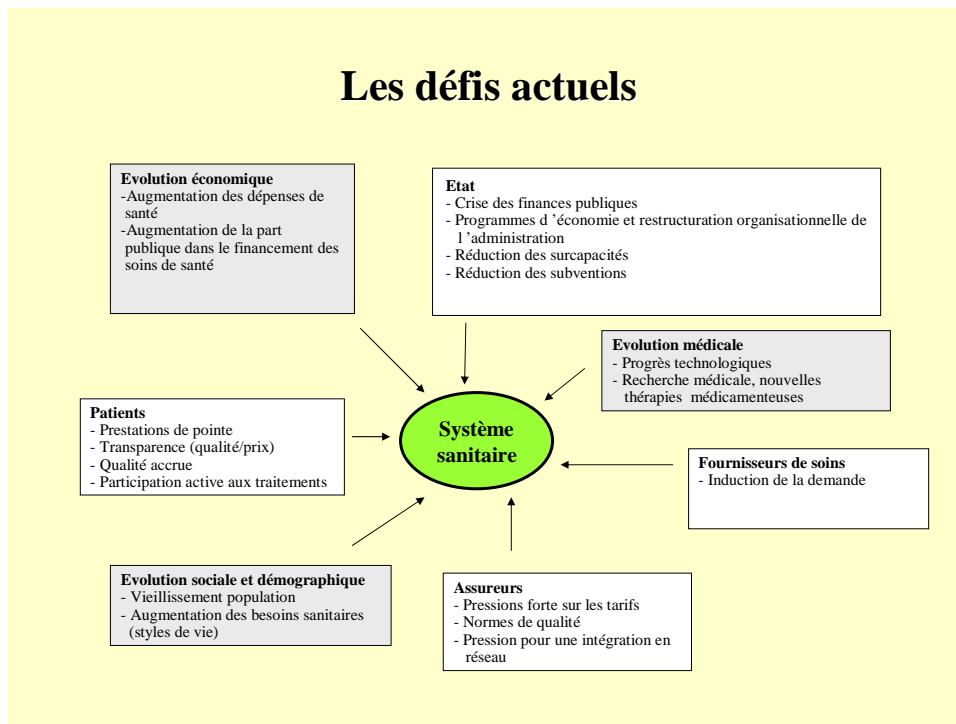 Les défis actuels
Evolution économique
-Augmentation des dépenses de
santé
-Augmentation de la part
publique dans le financement des
soins de santé
Etat
- Crise des finances publiques
- Programmes d ’économie et restructuration organisationnelle de
l ’administration
- Réduction des surcapacités
- Réduction des subventions
Evolution médicale
- Progrès technologiques
- Recherche médicale, nouvelles
thérapies  médicamenteuses
Patients
- Prestations de pointe
- Transparence (qualité/prix)
- Qualité accrue
- Participation active aux traitements
Système
sanitaire
Fournisseurs de soins
- Induction de la demande
Evolution sociale et démographique
- Vieillissement population
- Augmentation des besoins sanitaires
(styles de vie)
Assureurs
- Pressions forte sur les tarifs
- Normes de qualité
- Pression pour une intégration en
réseau